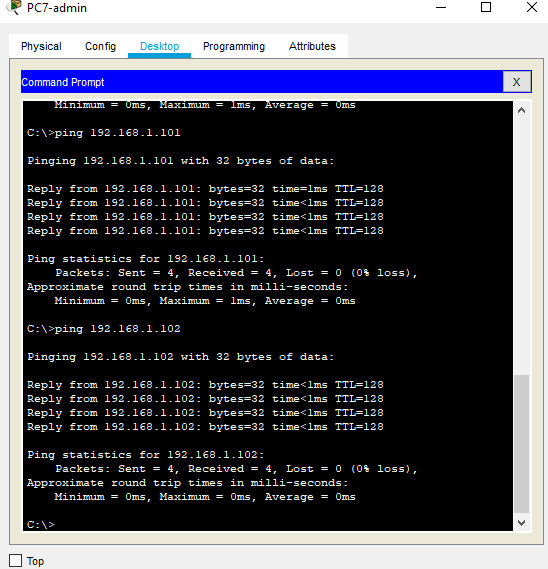 PC7-admin
Physical Config Desktop Programming Attributes
Command Prompt
X
Minimum = 0ms, Maximum = 1ms, Average = 0ms
C:\>ping 192.168.1.101
Pinging 192.168.1.101 with 32 bytes of data:
Reply from 192.168.1.101: bytes=32 time=1ms TTL=128
Reply from 192.168.1.101: bytes=32 time<1ms TTL=128
Reply from 192.168.1.101: bytes=32 time<1ms TTL=128
Reply from 192.168.1.101: bytes=32 time<1ms TTL=128
Ping statistics for 192.168.1.101:
Packets: Sent = 4, Received = 4, Lost = 0 (0% loss),
Approximate round trip times in milli-seconds:
Minimum = 0ms, Maximum = 1ms, Average = 0ms
C:\>ping 192.168.1.102
Pinging 192.168.1.102 with 32 bytes of data:
Reply from 192.168.1.102: bytes=32 time<1ms TTL=128
Reply from 192.168.1.102: bytes=32 time<1ms TTL=128
Reply from 192.168.1.102: bytes=32 time<1ms TTL=128
Reply from 192.168.1.102: bytes=32 time<1ms TTL=128
Ping statistics for 192.168.1.102:
Packets: Sent = 4, Received = 4, Lost = 0 (0% loss),
Approximate round trip times in milli-seconds:
Minimum = 0ms, Maximum = 0ms, Average = 0ms
C:\>
Top